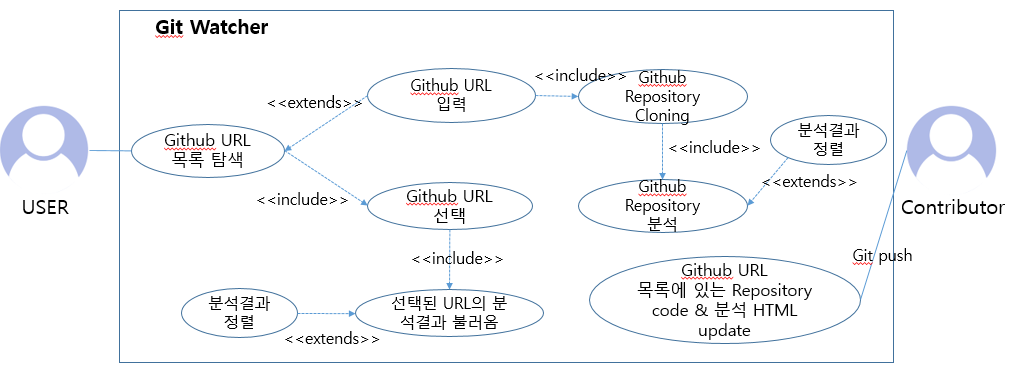 Git Watcher
Github URL
입력
<<include>>
Github
Repository
Cloning
<<extends>>
Github URL
목록 탐색
<<include>>
분석결과
정렬
<<include>>
Github URL
선택
Github
Repository
분석
<<extends>>
USER
Contributor
<<include>>
Git push
Github URL
목록에 있는 Repository
code & 분석 HTML
update
분석결과
정렬
선택된 URL의 분
석결과 불러옴
<<extends>>